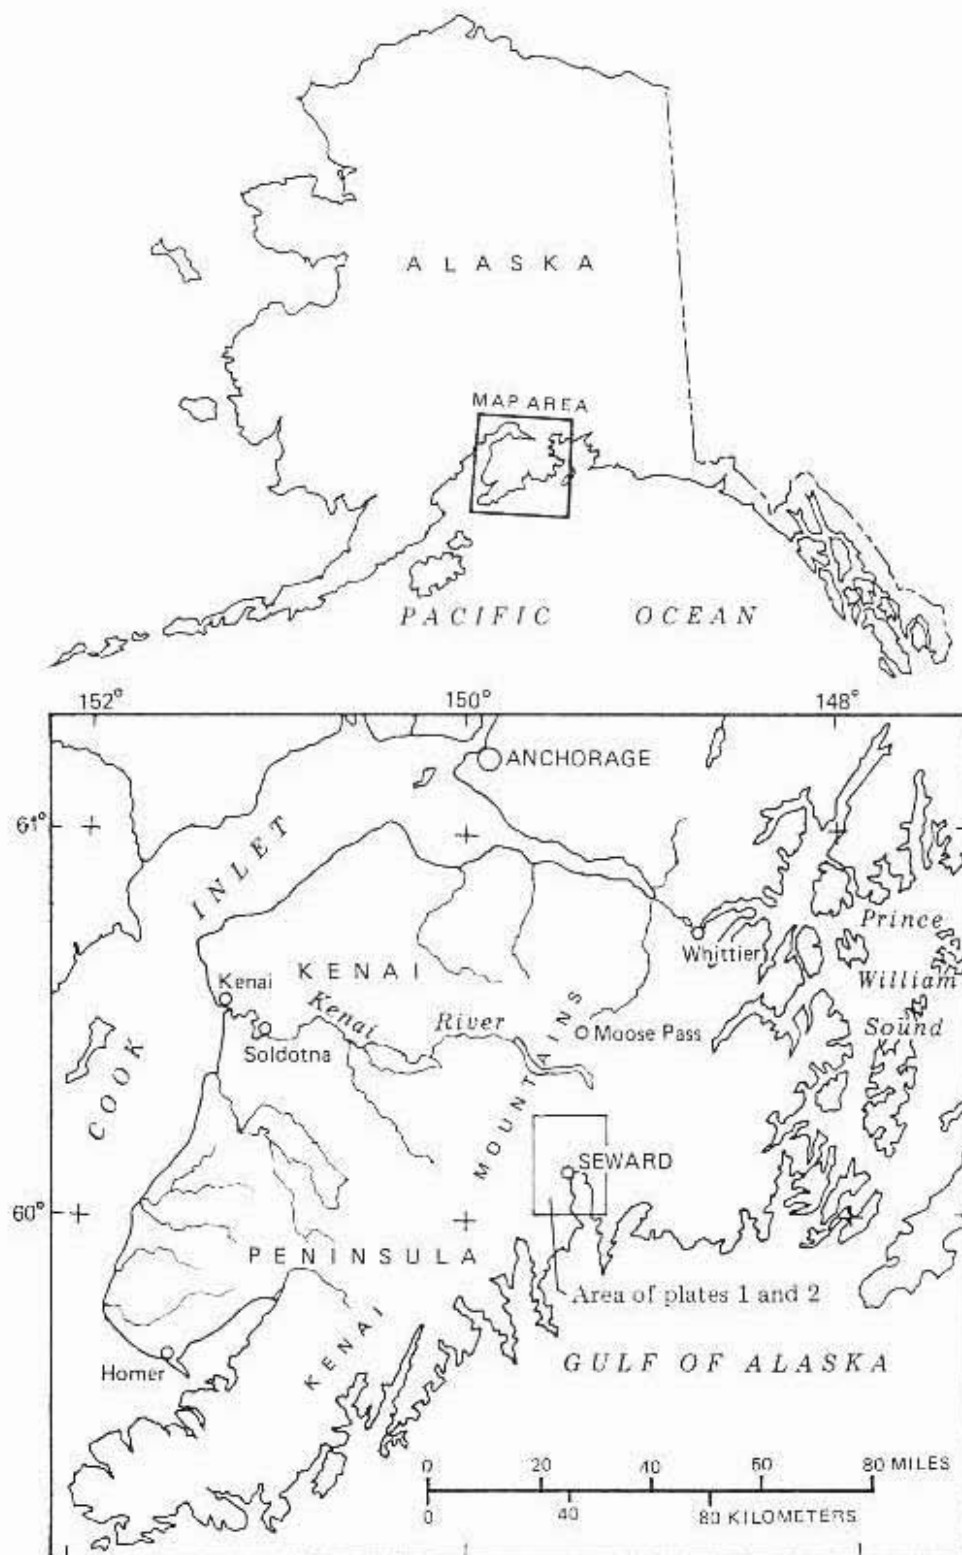 ALASKA
MAP AREA
PACIFIC OCEAN
152° 150° 148°
ANCHORAGE
61°
COOK INLET
Prince
William
Sound
Whittier
KENAI
Kenai
Kenai River
Moose Pass
Soldotna
KENAI MOUNTAINS
SEWARD
60°
PENINSULA
Area of plates 1 and 2
Homer
GULF OF ALASKA
0 20 40 60 80 MILES
0 40 80 KILOMETERS